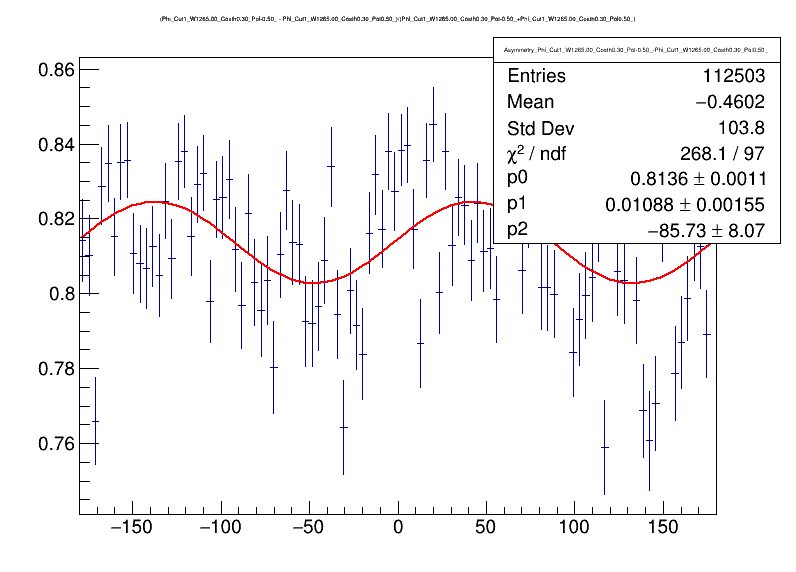 (Phi_Cut1_W1265.00_Costh0.30_Pol-0.50_ - Phi_Cut1_W1265.00_Costh0.30_Pol0.50_)/(Phi_Cut1_W1265.00_Costh0.30_Pol-0.50_+Phi_Cut1_W1265.00_Costh0.30_Pol0.50_)
Asymmetry_Phi_Cut1_W1265.00_Costh0.30_Pol-0.50_-Phi_Cut1_W1265.00_Costh0.30_Pol0.50_
Entries 112503
Mean −0.4602
Std Dev 103.8
χ² / ndf 268.1 / 97
p0 0.8136 ± 0.0011
p1 0.01088 ± 0.00155
p2 −85.73 ± 8.07
0.86
0.84
0.82
0.8
0.78
0.76
−150 −100 −50 0 50 100 150